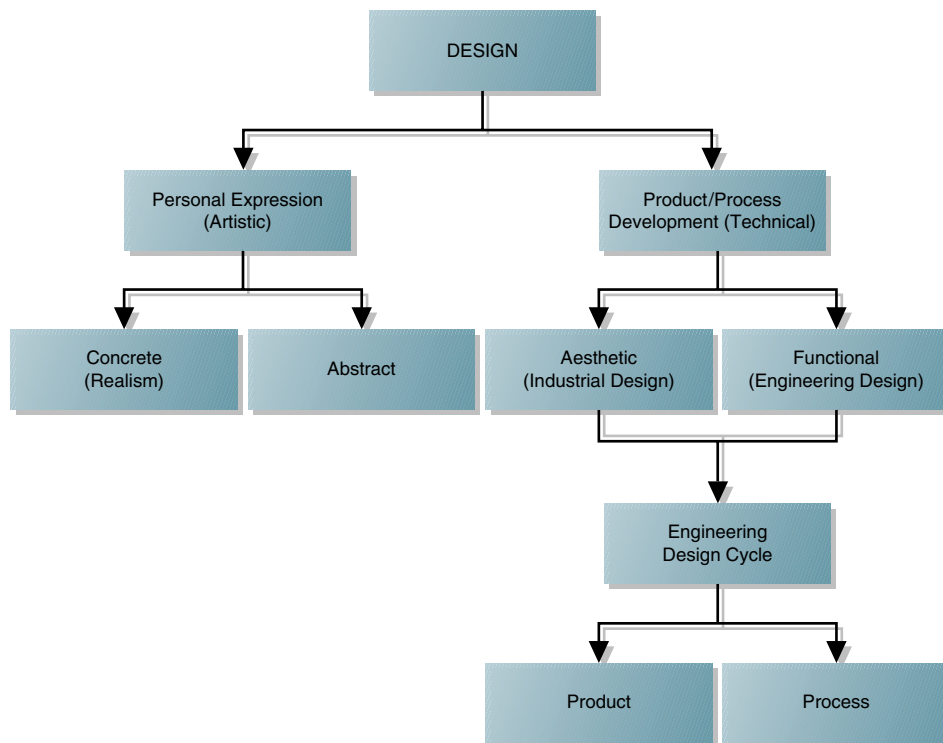 DESIGN
Personal Expression
(Artistic)
Product/Process
Development (Technical)
Concrete
(Realism)
Abstract
Aesthetic
(Industrial Design)
Functional
(Engineering Design)
Engineering
Design Cycle
Product
Process